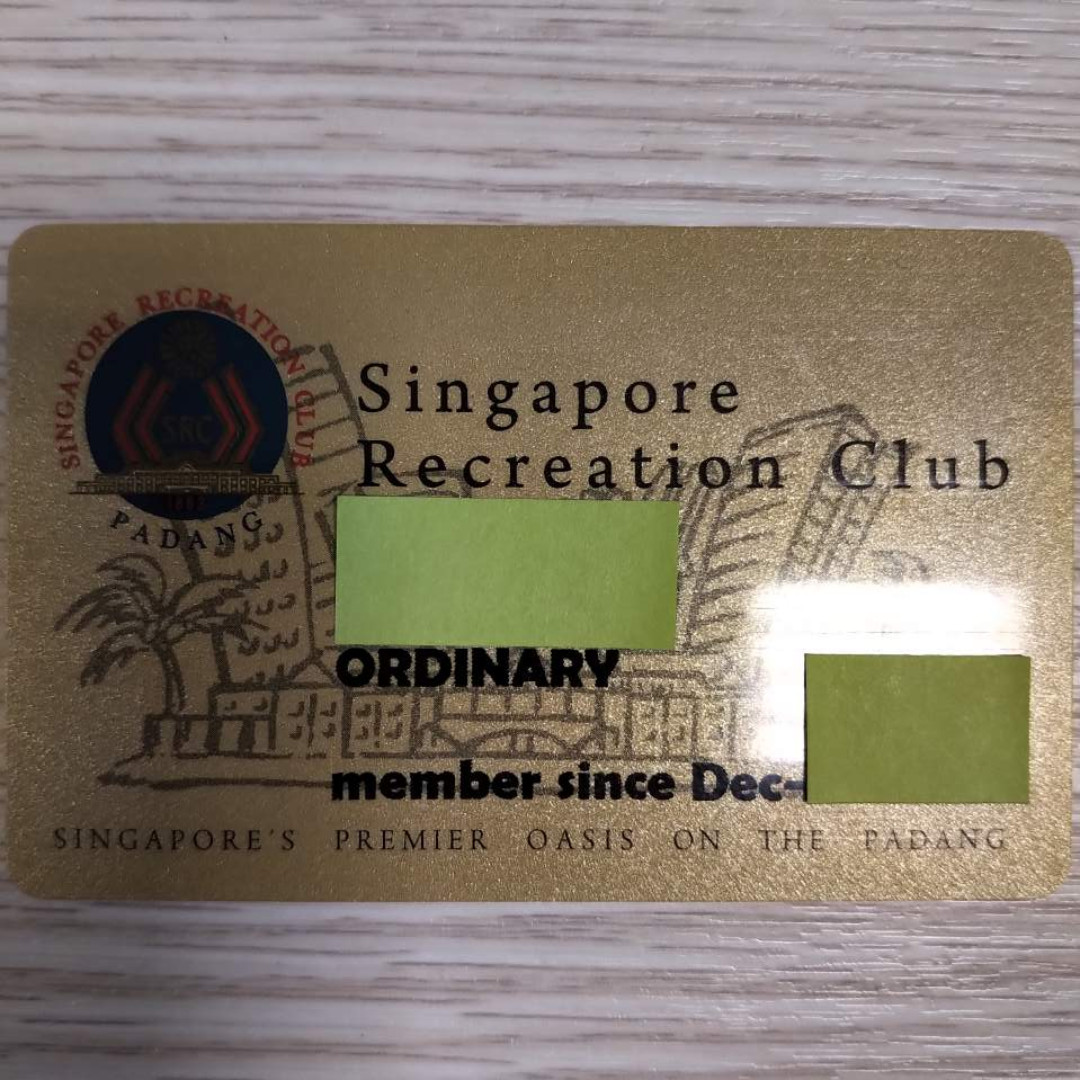 SINGAPORE RECREATION CLUB
SRC
PADANG
Singapore
Recreation Club
ORDINARY
member since Dec-
SINGAPORE'S PREMIER OASIS ON THE PADANG